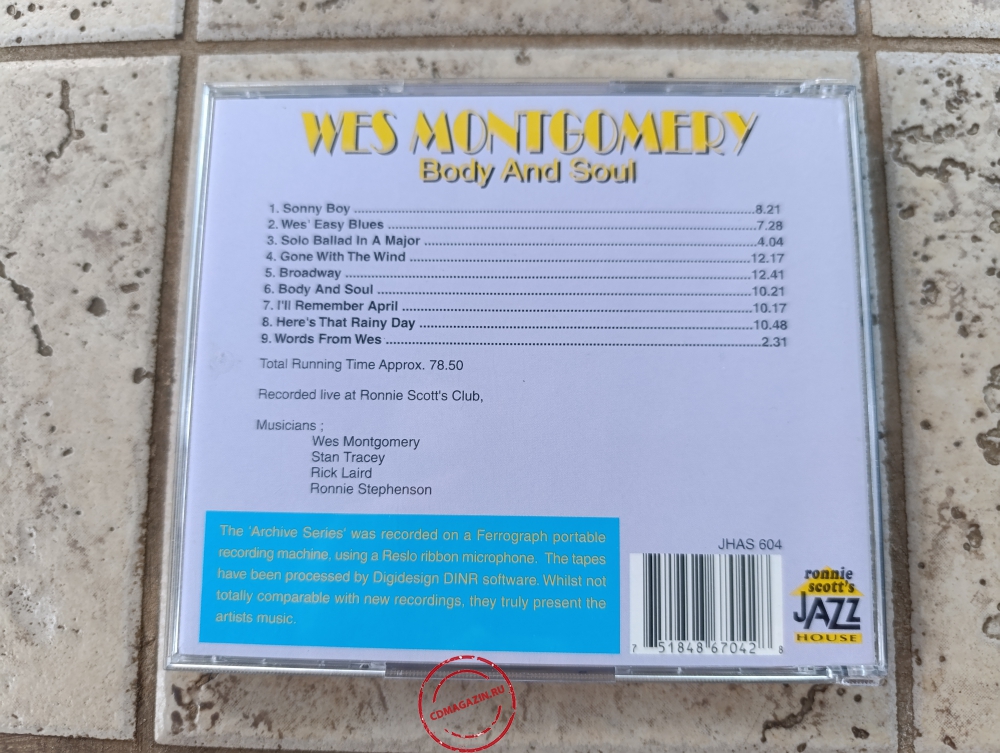 WES MONTGOMERY
Body And Soul
1. Sonny Boy ........ 8.21
2. Wes' Easy Blues ........ 7.28
3. Solo Ballad In A Major ........ 4.04
4. Gone With The Wind ........ 12.17
5. Broadway ........ 12.41
6. Body And Soul ........ 10.21
7. I'll Remember April ........ 10.17
8. Here's That Rainy Day ........ 10.48
9. Words From Wes ........ 2.31
Total Running Time Approx. 78.50
Recorded live at Ronnie Scott's Club,
Musicians ;
Wes Montgomery
Stan Tracey
Rick Laird
Ronnie Stephenson
The 'Archive Series' was recorded on a Ferrograph portable
recording machine, using a Reslo ribbon microphone. The tapes
have been processed by Digidesign DINR software. Whilst not
totally comparable with new recordings, they truly present the
artists music.
JHAS 604
7 51848 67042 8
ronnie
scott's
JAZZ
HOUSE
CDMAGAZIN.RU